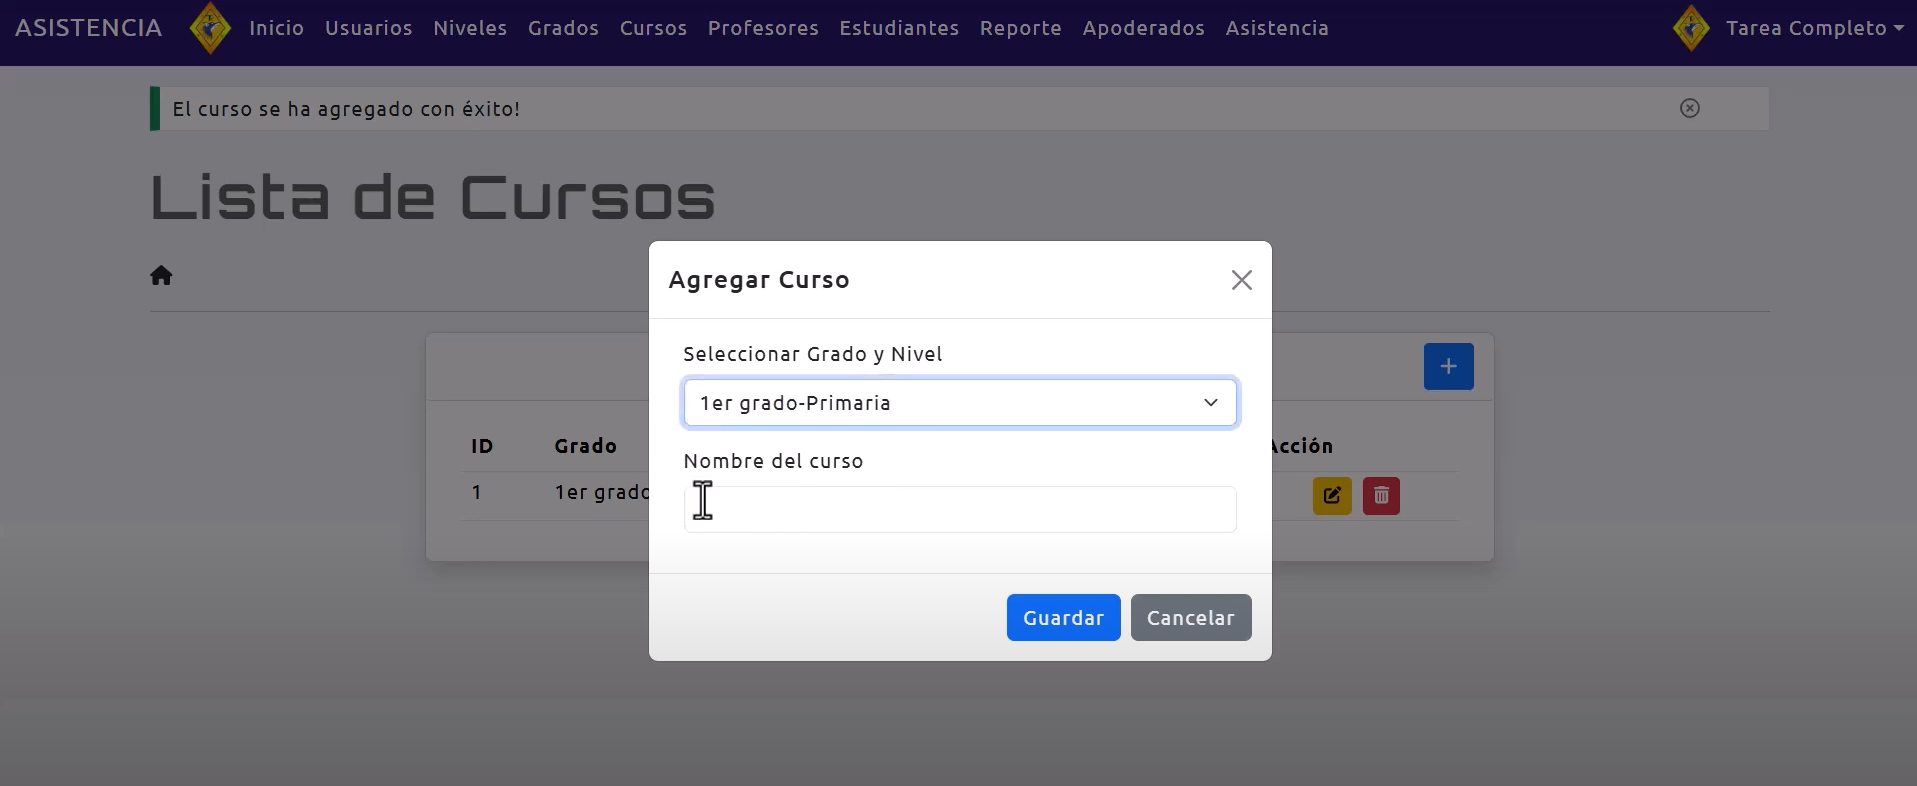 ASISTENCIA Inicio Usuarios Niveles Grados Cursos Profesores Estudiantes Reporte Apoderados Asistencia Tarea Completo
El curso se ha agregado con éxito!
Lista de Cursos
Agregar Curso
Seleccionar Grado y Nivel
1er grado-Primaria
Nombre del curso
Guardar Cancelar
ID Grado Acción
1 1er grado